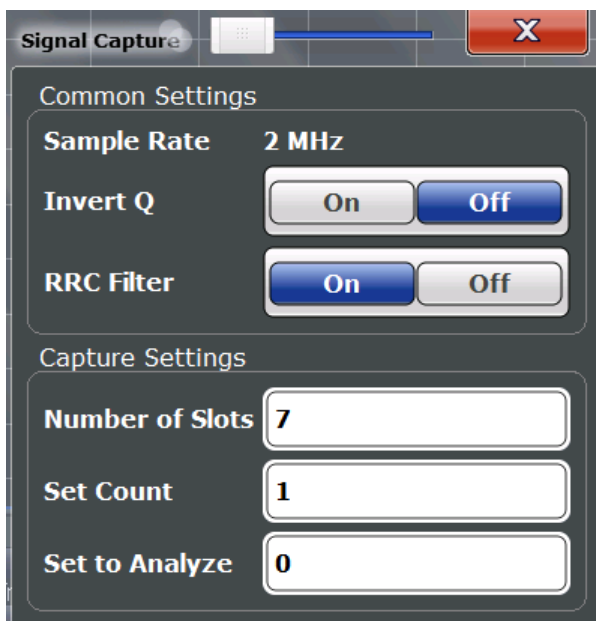 Signal Capture
X
Common Settings
Sample Rate 2 MHz
Invert Q On Off
RRC Filter On Off
Capture Settings
Number of Slots 7
Set Count 1
Set to Analyze 0